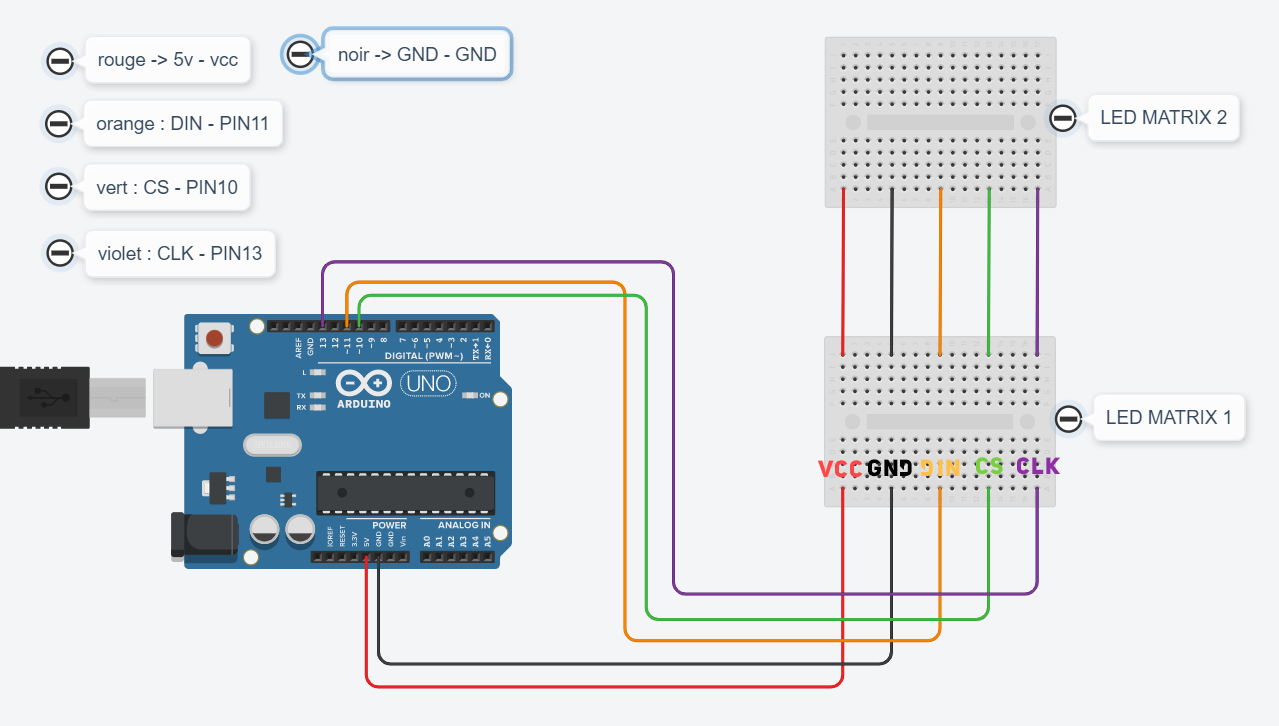 rouge -> 5v - vcc
noir -> GND - GND
orange : DIN - PIN11
vert : CS - PIN10
violet : CLK - PIN13
LED MATRIX 2
LED MATRIX 1
VCC GND DIN CS CLK
AREF
GND
13
12
~11
~10
~9
8
7
~6
~5
4
~3
2
TX→1
RX←0
DIGITAL (PWM~)
L
TX
RX
ARDUINO
UNO
ON
POWER
ANALOG IN
IOREF
RESET
3.3V
5V
GND
GND
Vin
A0
A1
A2
A3
A4
A5